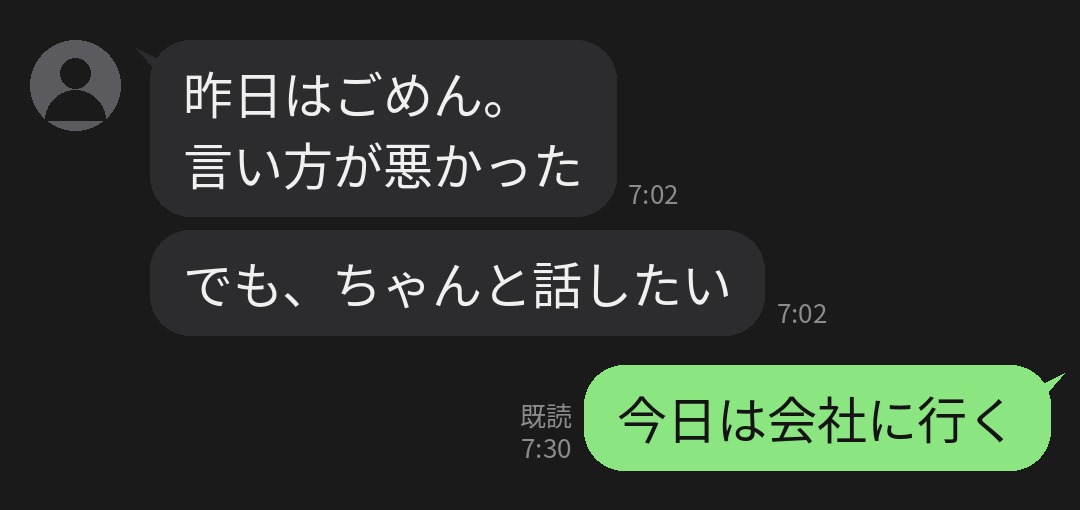 昨日はごめん。
言い方が悪かった
7:02
でも、ちゃんと話したい
7:02
今日は会社に行く
既読
7:30